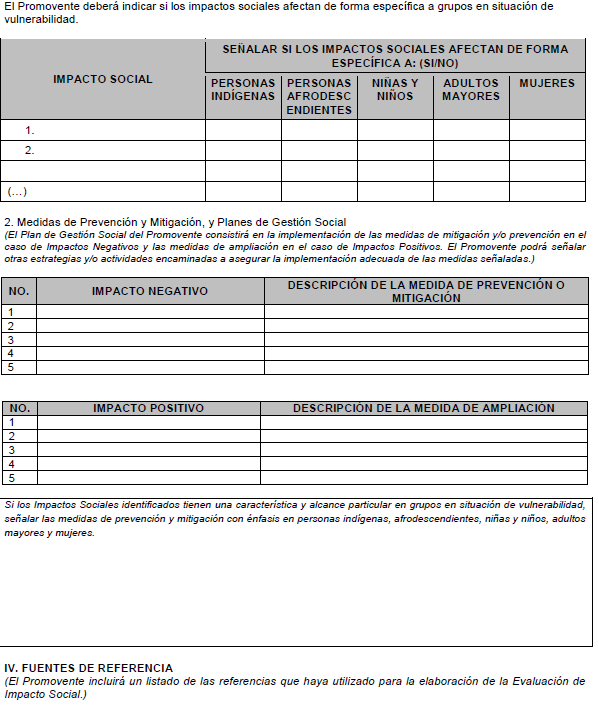 El Promovente deberá indicar si los impactos sociales afectan de forma específica a grupos en situación de
vulnerabilidad.
IMPACTO SOCIAL
SEÑALAR SI LOS IMPACTOS SOCIALES AFECTAN DE FORMA
ESPECÍFICA A: (SI/NO)
PERSONAS
INDÍGENAS
PERSONAS
AFRODESC
ENDIENTES
NIÑAS Y
NIÑOS
ADULTOS
MAYORES
MUJERES
1.
2.
(…)
2. Medidas de Prevención y Mitigación, y Planes de Gestión Social
(El Plan de Gestión Social del Promovente consistirá en la implementación de las medidas de mitigación y/o prevención en el
caso de Impactos Negativos y las medidas de ampliación en el caso de Impactos Positivos. El Promovente podrá señalar
otras estrategias y/o actividades encaminadas a asegurar la implementación adecuada de las medidas señaladas.)
NO. IMPACTO NEGATIVO DESCRIPCIÓN DE LA MEDIDA DE PREVENCIÓN O
MITIGACIÓN
1
2
3
4
5
NO. IMPACTO POSITIVO DESCRIPCIÓN DE LA MEDIDA DE AMPLIACIÓN
1
2
3
4
5
Si los Impactos Sociales identificados tienen una característica y alcance particular en grupos en situación de vulnerabilidad,
señalar las medidas de prevención y mitigación con énfasis en personas indígenas, afrodescendientes, niñas y niños, adultos
mayores y mujeres.
IV. FUENTES DE REFERENCIA
(El Promovente incluirá un listado de las referencias que haya utilizado para la elaboración de la Evaluación de
Impacto Social.)